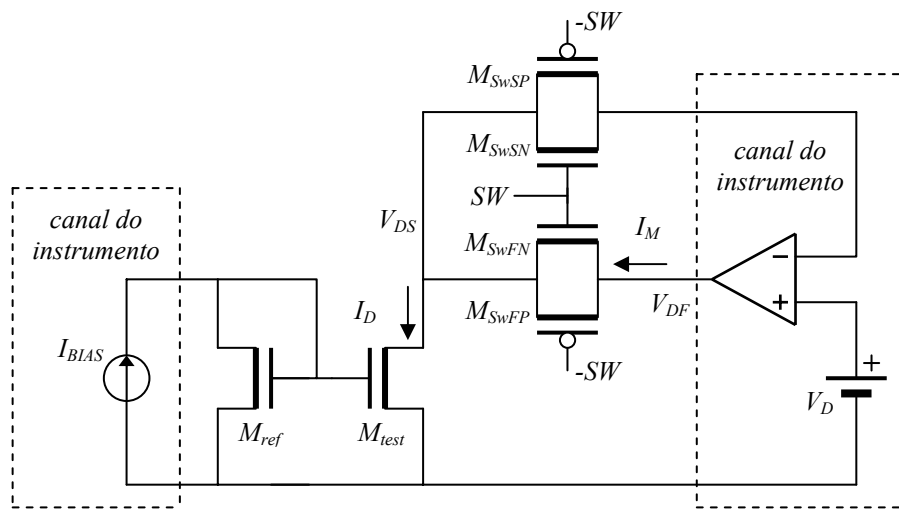 -SW
M_SwSP
M_SwSN
canal do
instrumento
SW
canal do
instrumento
V_DS
I_M
M_SwFN
−
+
I_D
V_DF
M_SwFP
I_BIAS
+
-SW
V_D
M_ref
M_test